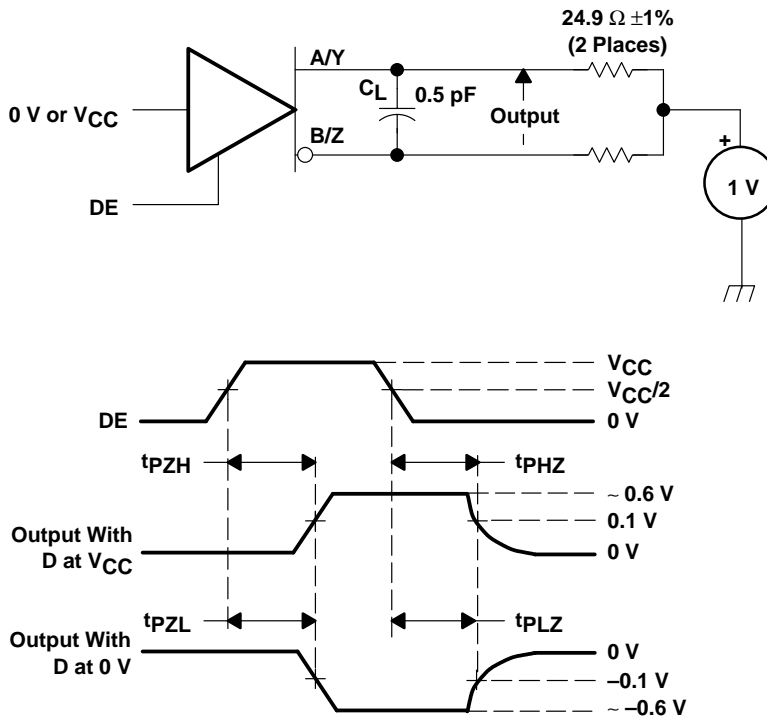 24.9 Ω ±1%
(2 Places)
A/Y
CL
0.5 pF
Output
0 V or VCC
B/Z
+
1 V
DE
VCC
VCC/2
DE
0 V
tPZH
tPHZ
~ 0.6 V
0.1 V
Output With
D at VCC
0 V
tPZL
tPLZ
Output With
D at 0 V
0 V
–0.1 V
~ –0.6 V